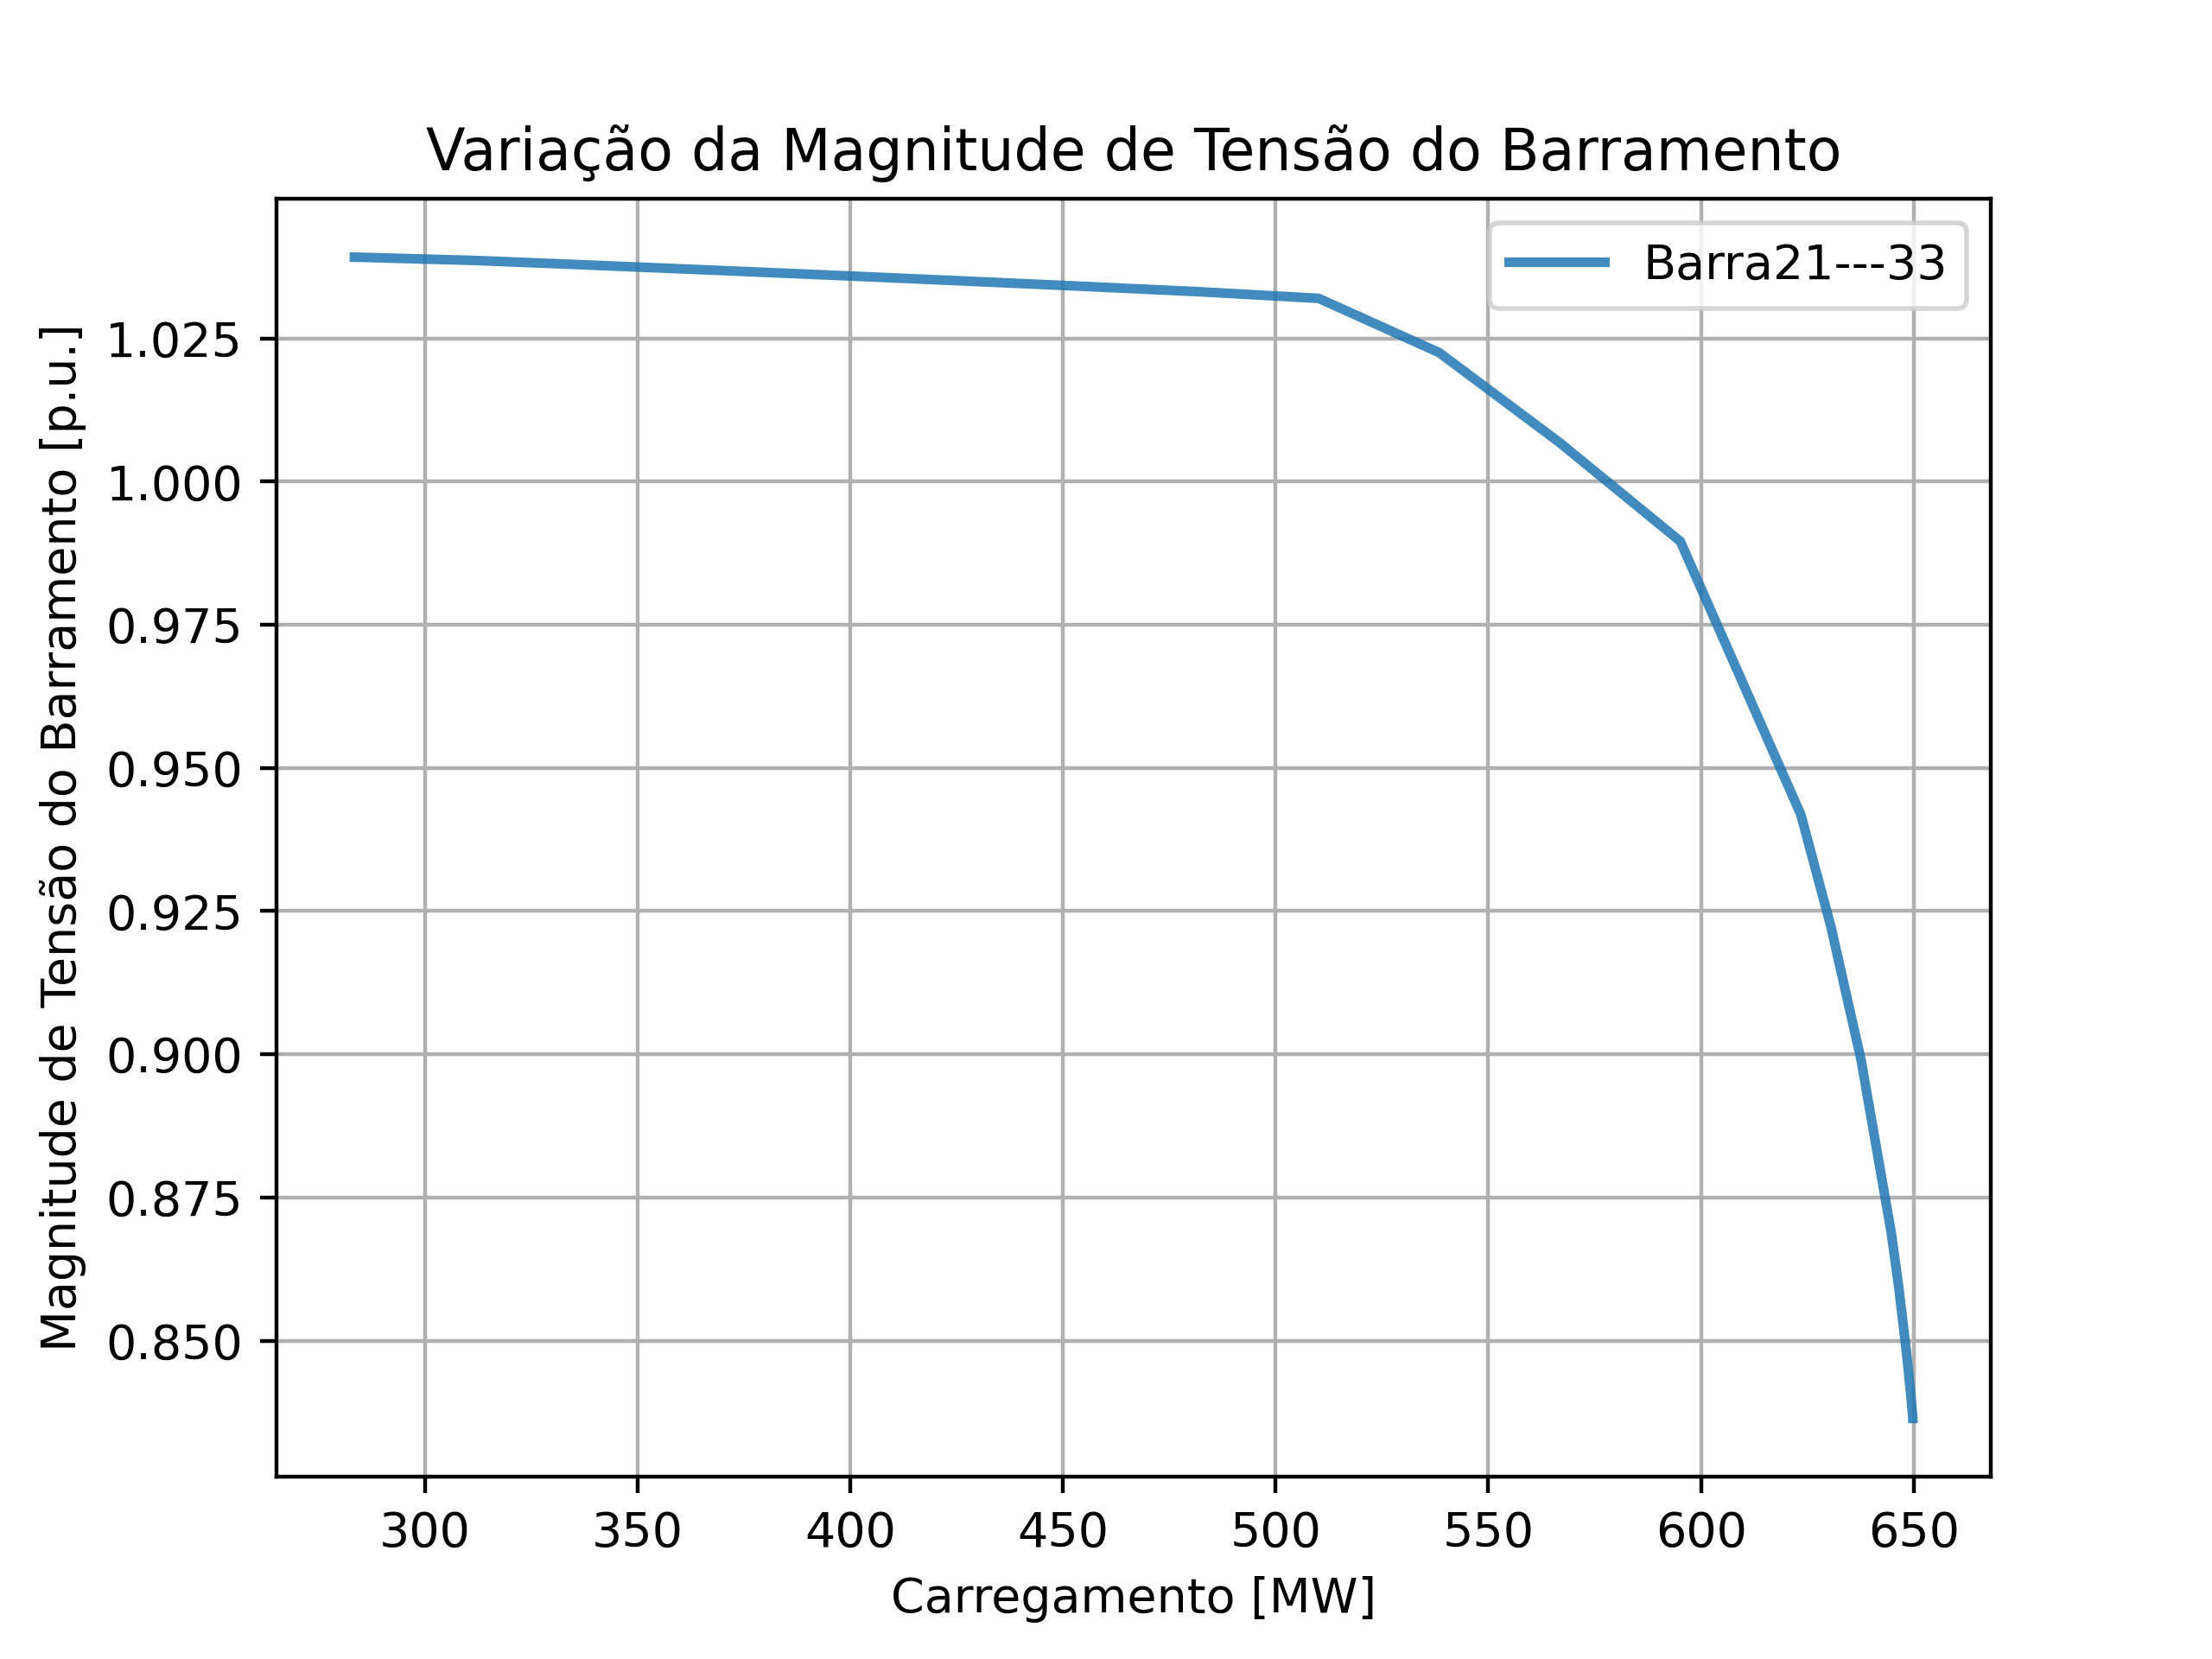 Variação da Magnitude de Tensão do Barramento
Barra21---33
Magnitude de Tensão do Barramento [p.u.]
1.025
1.000
0.975
0.950
0.925
0.900
0.875
0.850
300 350 400 450 500 550 600 650
Carregamento [MW]